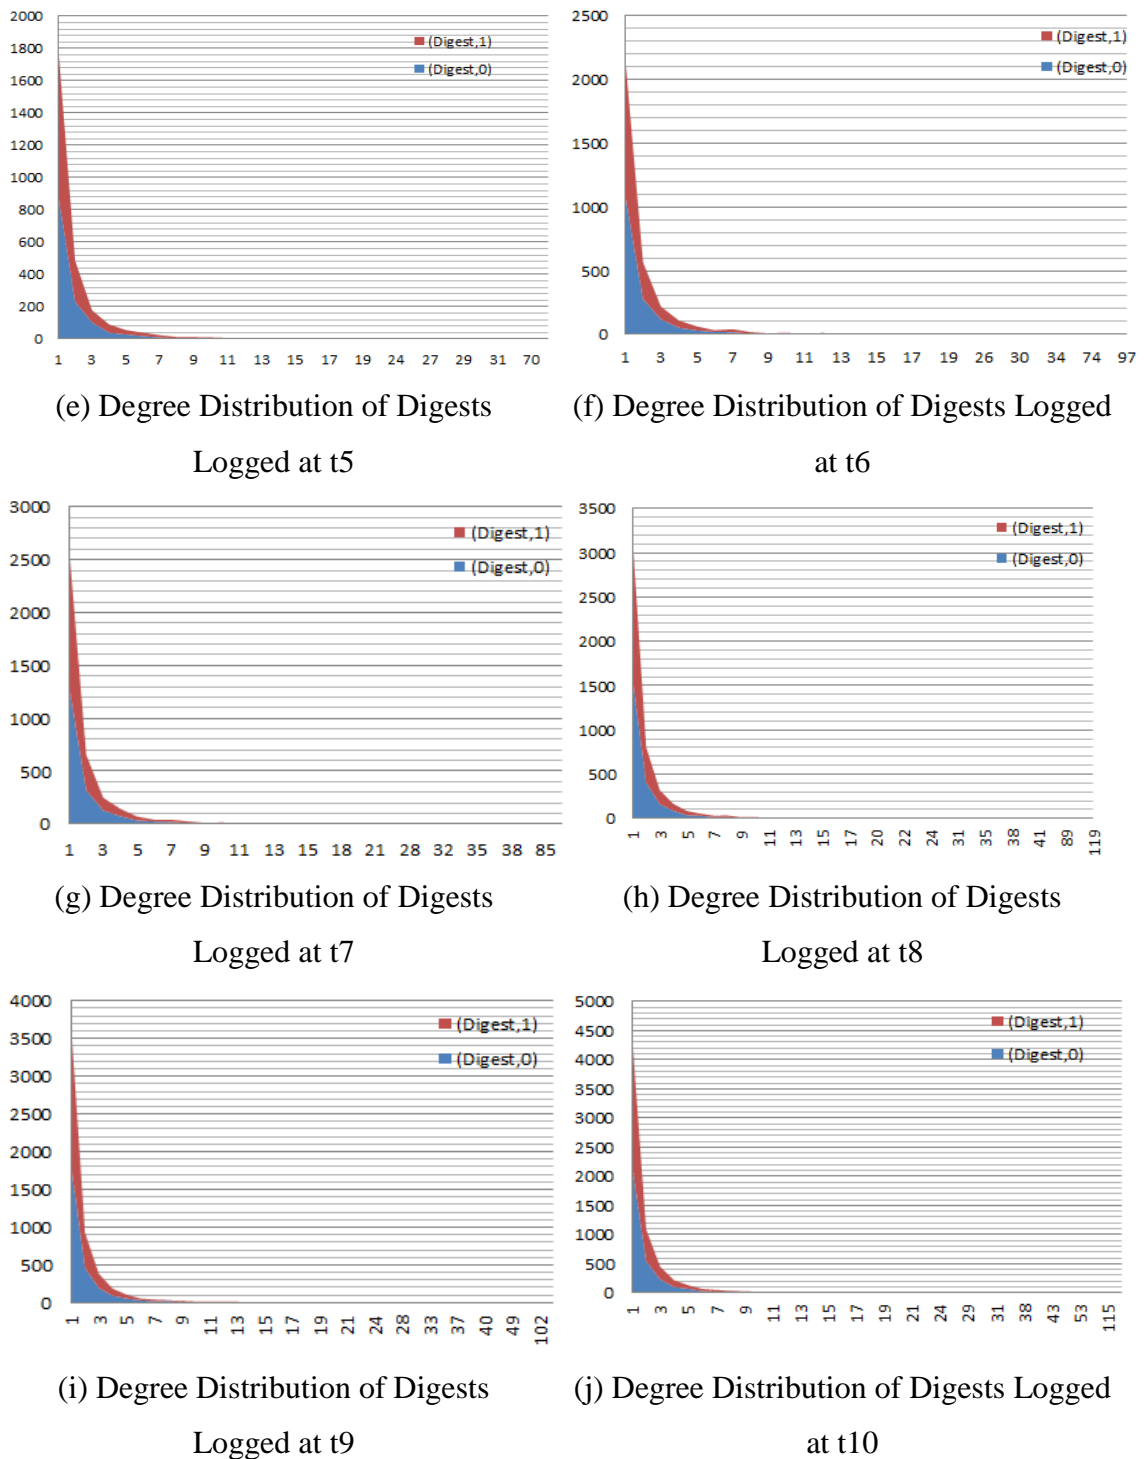 2000
1800
1600
1400
1200
1000
800
600
400
200
0
(Digest,1)
(Digest,0)
1 3 5 7 9 11 17 19 24 27 29 31 70
2500
2000
1500
1000
500
0
(Digest,1)
(Digest,0)
1 3 5 7 9 11 13 15 17 19 26 30 34 74 97
(e) Degree Distribution of Digests
Logged at t5
(f) Degree Distribution of Digests Logged
at t6
3000
2500
2000
1500
1000
500
0
(Digest,1)
(Digest,0)
1 3 5 7 9 11 13 15 18 21 28 32 35 38 85
3500
3000
2500
2000
1500
1000
500
0
(Digest,1)
(Digest,0)
1 3 5 7 9 11 13 15 17 20 22 24 31 35 38 41 89 119
(g) Degree Distribution of Digests
Logged at t7
(h) Degree Distribution of Digests
Logged at t8
4000
3500
3000
2500
2000
1500
1000
500
0
(Digest,1)
(Digest,0)
1 3 5 7 9 11 13 15 17 19 21 24 28 33 37 40 49 102
5000
4500
4000
3500
3000
2500
2000
1500
1000
500
0
(Digest,1)
(Digest,0)
1 3 5 7 9 11 13 15 17 19 21 24 29 31 38 43 53 115
(i) Degree Distribution of Digests
Logged at t9
(j) Degree Distribution of Digests Logged
at t10